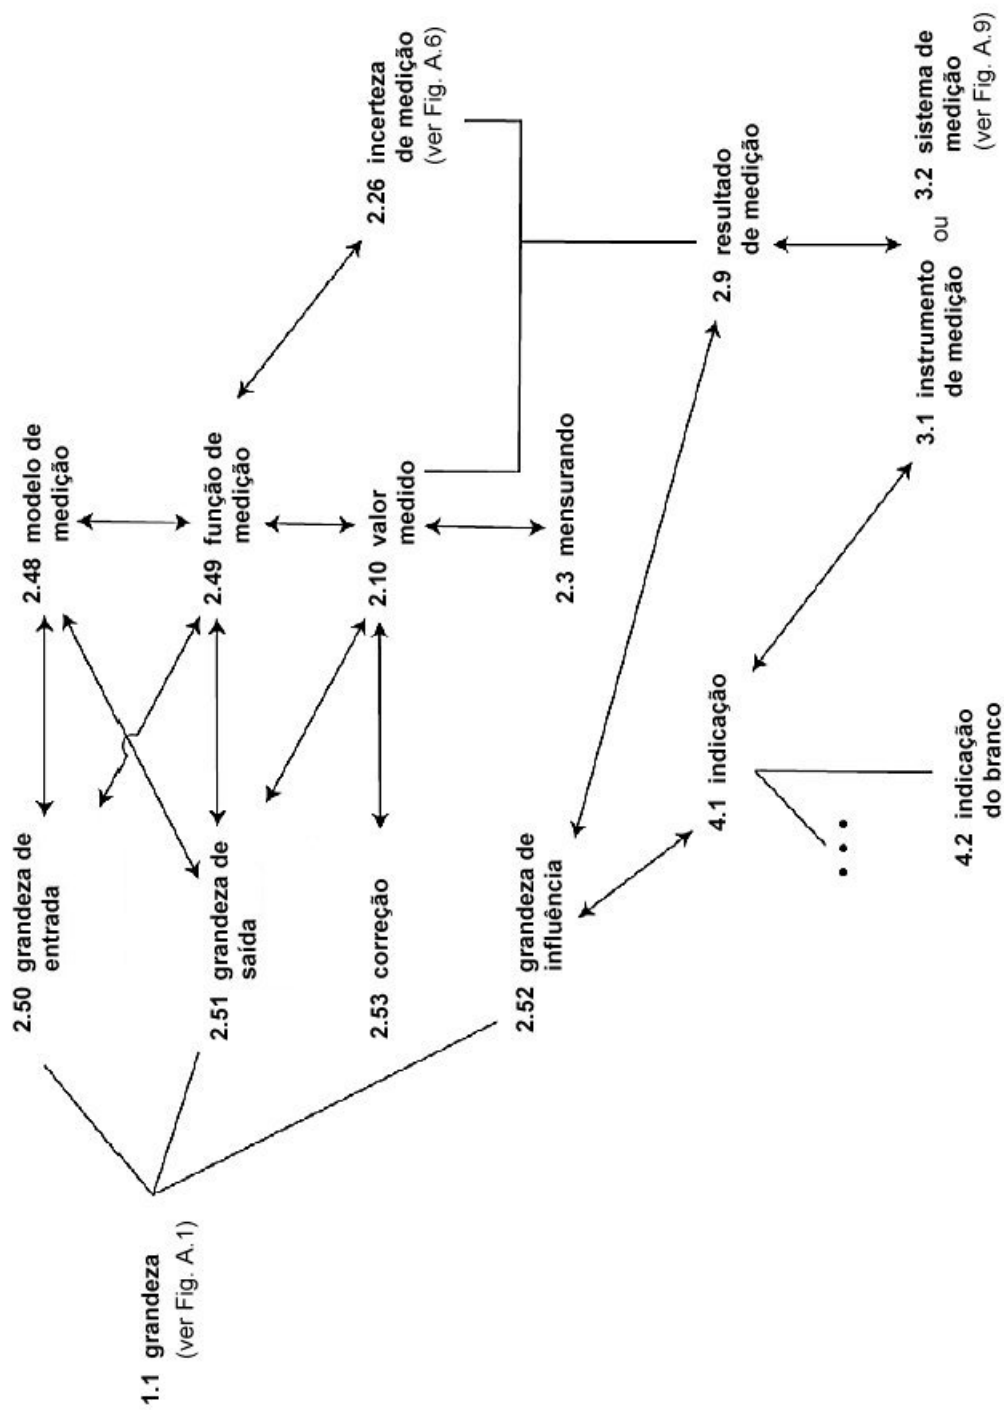 1.1 grandeza
(ver Fig. A.1)
2.50 grandeza de
entrada
2.51 grandeza de
saída
2.53 correção
2.52 grandeza de
influência
2.48 modelo de
medição
2.49 função de
medição
2.10 valor
medido
2.3 mensurando
2.26 incerteza
de medição
(ver Fig. A.6)
2.9 resultado
de medição
4.1 indicação
4.2 indicação
do branco
3.1 instrumento
de medição
ou
3.2 sistema de
medição
(ver Fig. A.9)